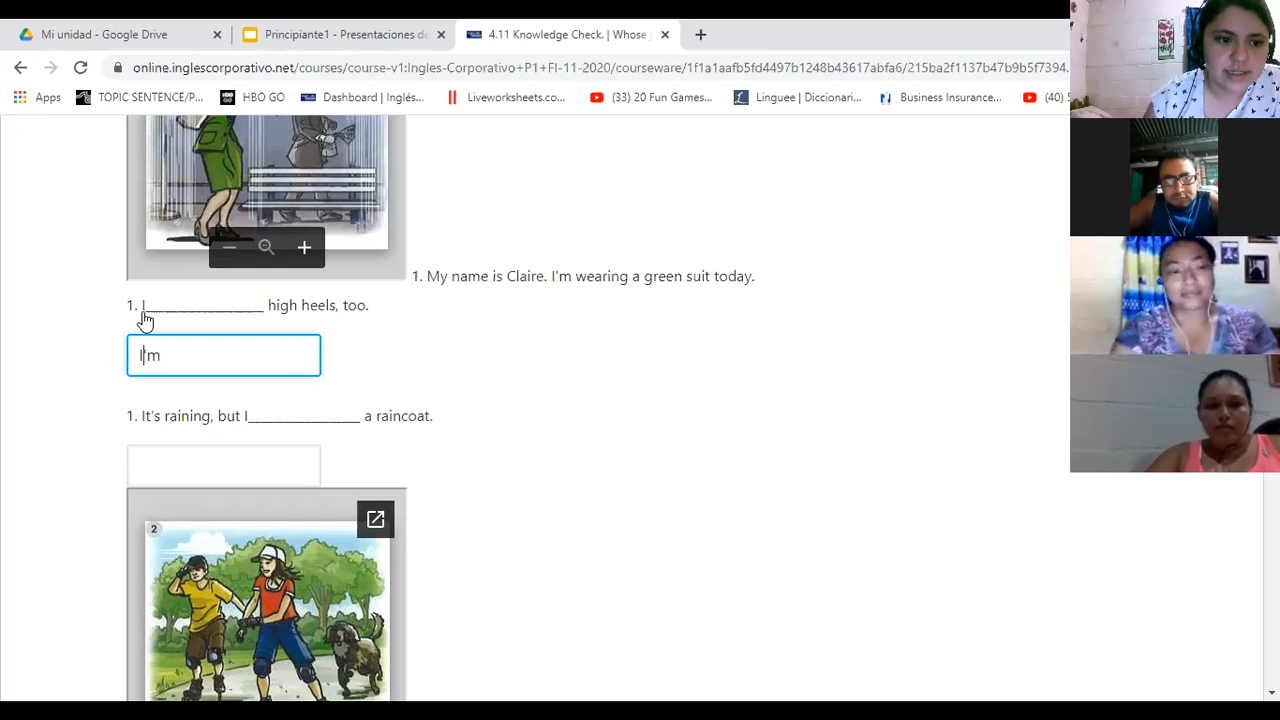 Mi unidad - Google Drive
Principiante1 - Presentaciones de
4.11 Knowledge Check. | Whose
online.inglescorporativo.net/courses/course-v1:Ingles-Corporativo+P1+FI-11-2020/courseware/1f1a1aafb5fd4497b1248b43617abfa6/215ba2f1137b47b9b5f7394.
Apps
TOPIC SENTENCE/P...
HBO GO
Dashboard | Inglés...
Liveworksheets.co...
(33) 20 Fun Games...
Linguee | Diccionari...
Business Insurance...
(40)
1. My name is Claire. I'm wearing a green suit today.
1. I__________________ high heels, too.
I'm
1. It's raining, but I_________________ a raincoat.
2